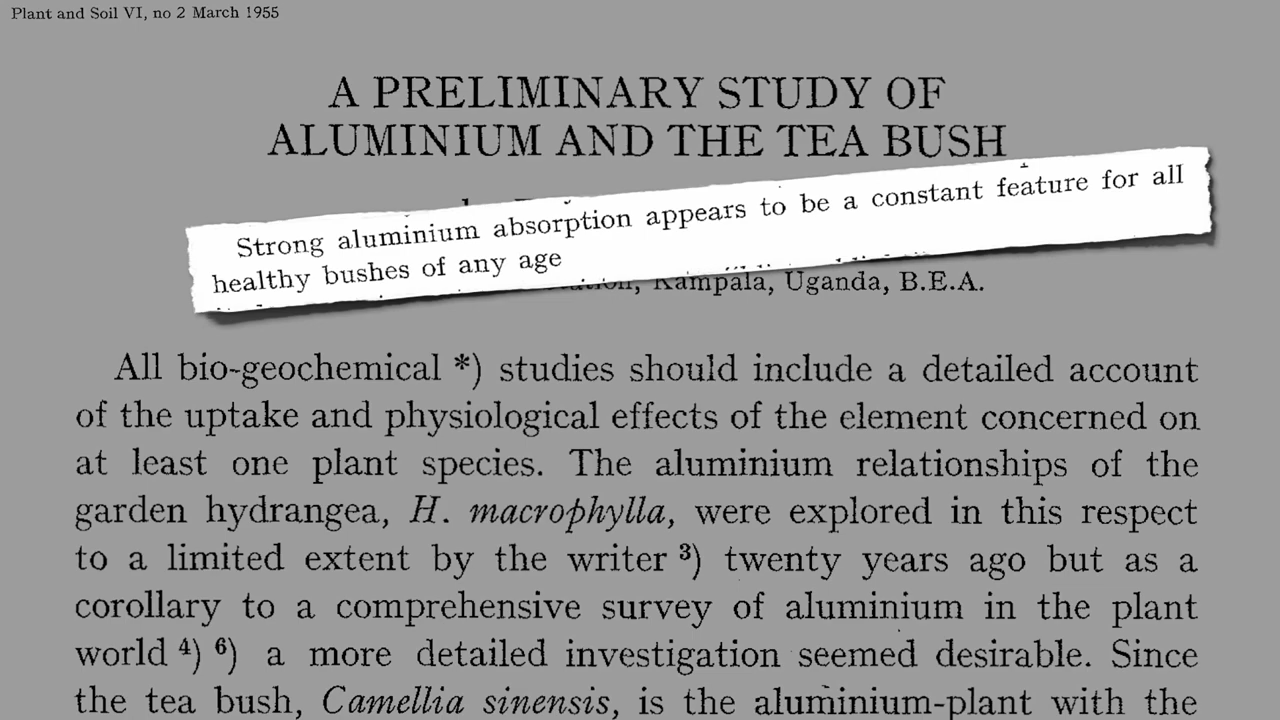 Plant and Soil VI, no 2 March 1955
A PRELIMINARY STUDY OF
ALUMINIUM AND THE TEA BUSH
Strong aluminium absorption appears to be a constant feature for all
healthy bushes of any age
Kampala, Uganda, B.E.A.
All bio-geochemical *) studies should include a detailed account
of the uptake and physiological effects of the element concerned on
at least one plant species. The aluminium relationships of the
garden hydrangea, H. macrophylla, were explored in this respect
to a limited extent by the writer ³) twenty years ago but as a
corollary to a comprehensive survey of aluminium in the plant
world ⁴) ⁶) a more detailed investigation seemed desirable. Since
the tea bush, Camellia sinensis, is the aluminium-plant with the